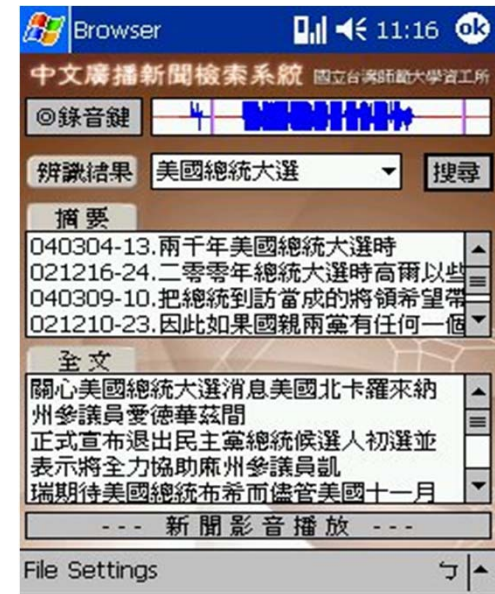 Browser 11:16 ok
中文廣播新聞檢索系統 國立台灣師範大學資工所
◎錄音鍵
辨識結果 美國總統大選 搜尋
摘要
040304-13.兩千年美國總統大選時
021216-24.二零零年總統大選時高爾以些
040309-10.把總統到訪當成的將領希望帶
021210-23.因此如果國親兩黨有任何一個
全文
關心美國總統大選消息美國北卡羅來納
州參議員愛德華茲間
正式宣布退出民主黨總統候選人初選並
表示將全力協助麻州參議員凱
瑞期待美國總統布希而儘管美國十一月
--- 新聞影音播放 ---
File Settings ㄅ